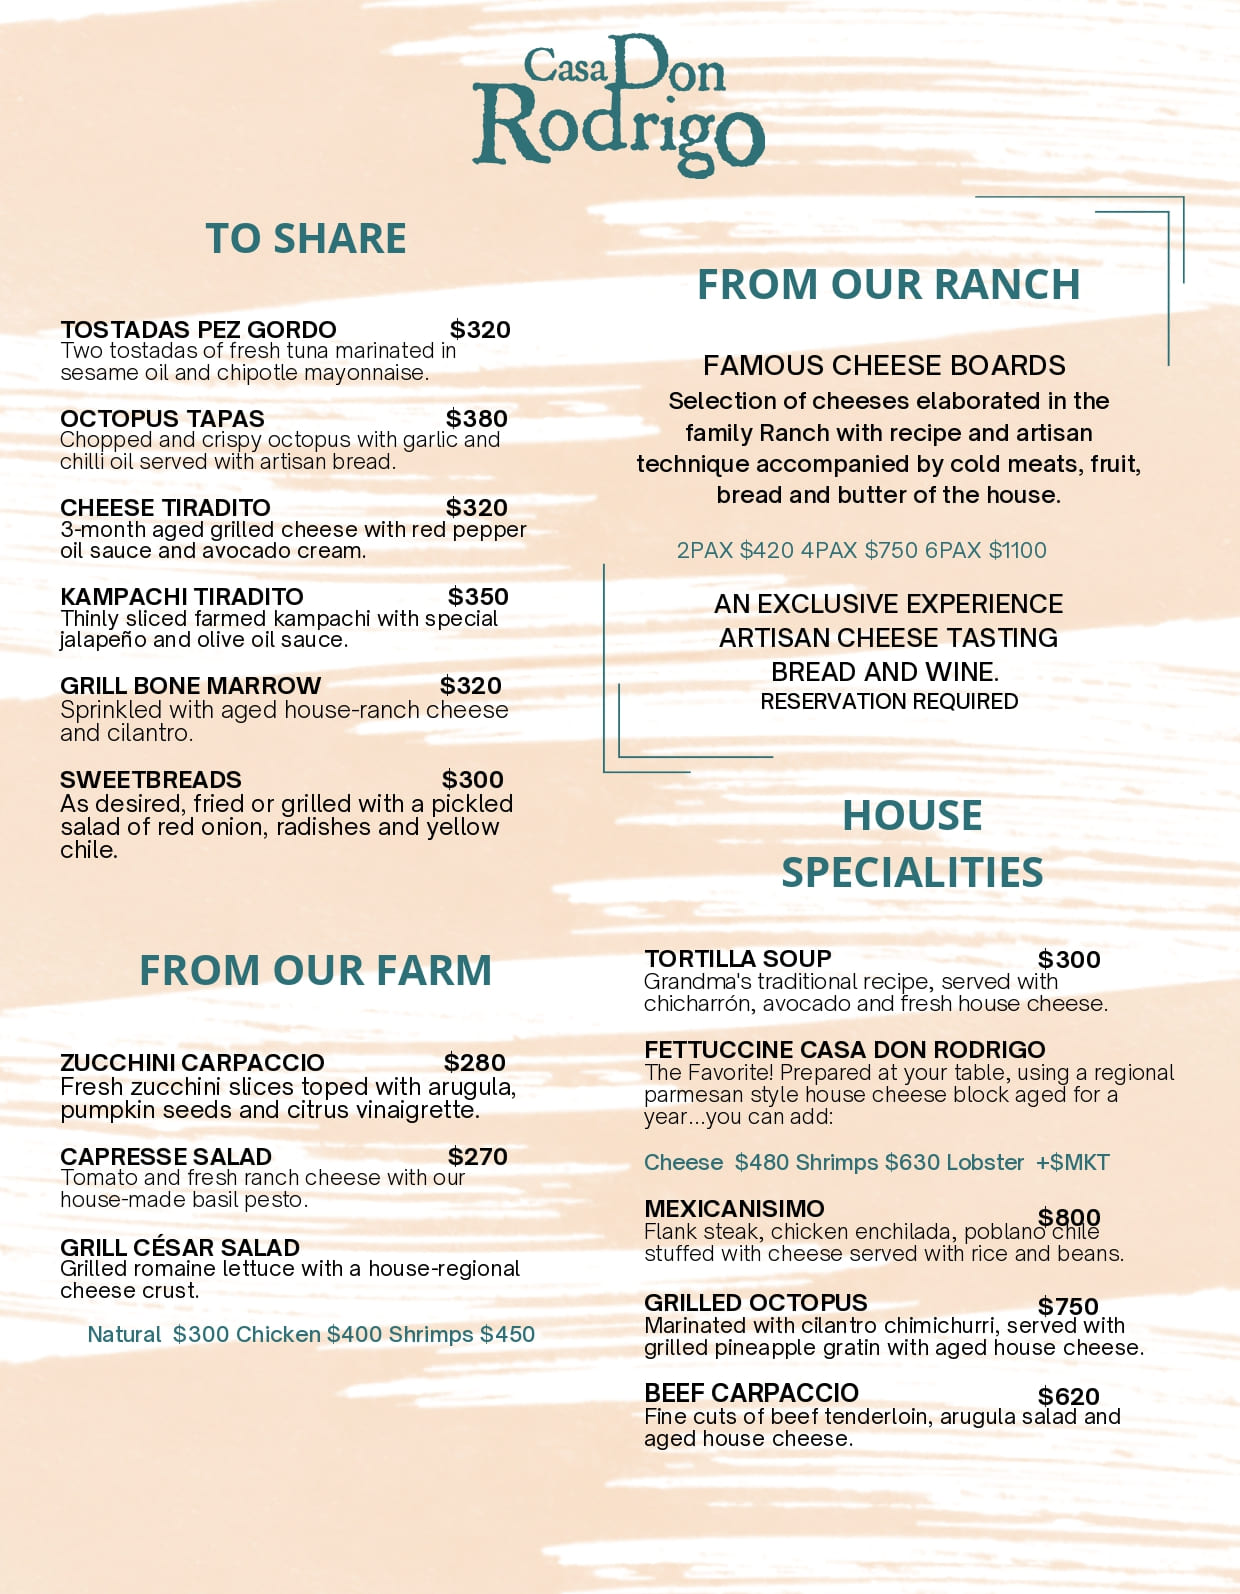 Casa Don
Rodrigo
TO SHARE
TOSTADAS PEZ GORDO $320
Two tostadas of fresh tuna marinated in
sesame oil and chipotle mayonnaise.
OCTOPUS TAPAS $380
Chopped and crispy octopus with garlic and
chilli oil served with artisan bread.
CHEESE TIRADITO $320
3-month aged grilled cheese with red pepper
oil sauce and avocado cream.
KAMPACHI TIRADITO $350
Thinly sliced farmed kampachi with special
jalapeño and olive oil sauce.
GRILL BONE MARROW $320
Sprinkled with aged house-ranch cheese
and cilantro.
SWEETBREADS $300
As desired, fried or grilled with a pickled
salad of red onion, radishes and yellow
chile.
FROM OUR FARM
ZUCCHINI CARPACCIO $280
Fresh zucchini slices toped with arugula,
pumpkin seeds and citrus vinaigrette.
CAPRESSE SALAD $270
Tomato and fresh ranch cheese with our
house-made basil pesto.
GRILL CÉSAR SALAD
Grilled romaine lettuce with a house-regional
cheese crust.
Natural $300 Chicken $400 Shrimps $450
FROM OUR RANCH
FAMOUS CHEESE BOARDS
Selection of cheeses elaborated in the
family Ranch with recipe and artisan
technique accompanied by cold meats, fruit,
bread and butter of the house.
2PAX $420 4PAX $750 6PAX $1100
AN EXCLUSIVE EXPERIENCE
ARTISAN CHEESE TASTING
BREAD AND WINE.
RESERVATION REQUIRED
HOUSE
SPECIALITIES
TORTILLA SOUP $300
Grandma's traditional recipe, served with
chicharrón, avocado and fresh house cheese.
FETTUCCINE CASA DON RODRIGO
The Favorite! Prepared at your table, using a regional
parmesan style house cheese block aged for a
year...you can add:
Cheese $480 Shrimps $630 Lobster +$MKT
MEXICANISIMO $800
Flank steak, chicken enchilada, poblano chile
stuffed with cheese served with rice and beans.
GRILLED OCTOPUS $750
Marinated with cilantro chimichurri, served with
grilled pineapple gratin with aged house cheese.
BEEF CARPACCIO $620
Fine cuts of beef tenderloin, arugula salad and
aged house cheese.